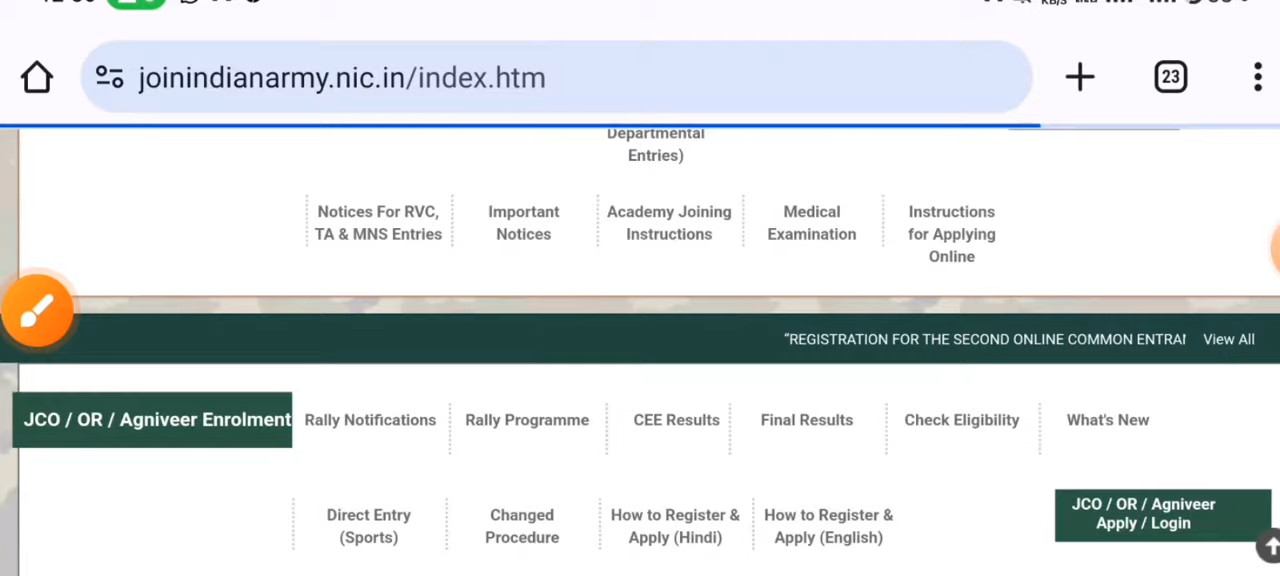 joinindianarmy.nic.in/index.htm
23
Departmental
Entries)
Notices For RVC,
TA & MNS Entries
Important
Notices
Academy Joining
Instructions
Medical
Examination
Instructions
for Applying
Online
“REGISTRATION FOR THE SECOND ONLINE COMMON ENTRA
View All
JCO / OR / Agniveer Enrolment
Rally Notifications
Rally Programme
CEE Results
Final Results
Check Eligibility
What's New
Direct Entry
(Sports)
Changed
Procedure
How to Register &
Apply (Hindi)
How to Register &
Apply (English)
JCO / OR / Agniveer
Apply / Login